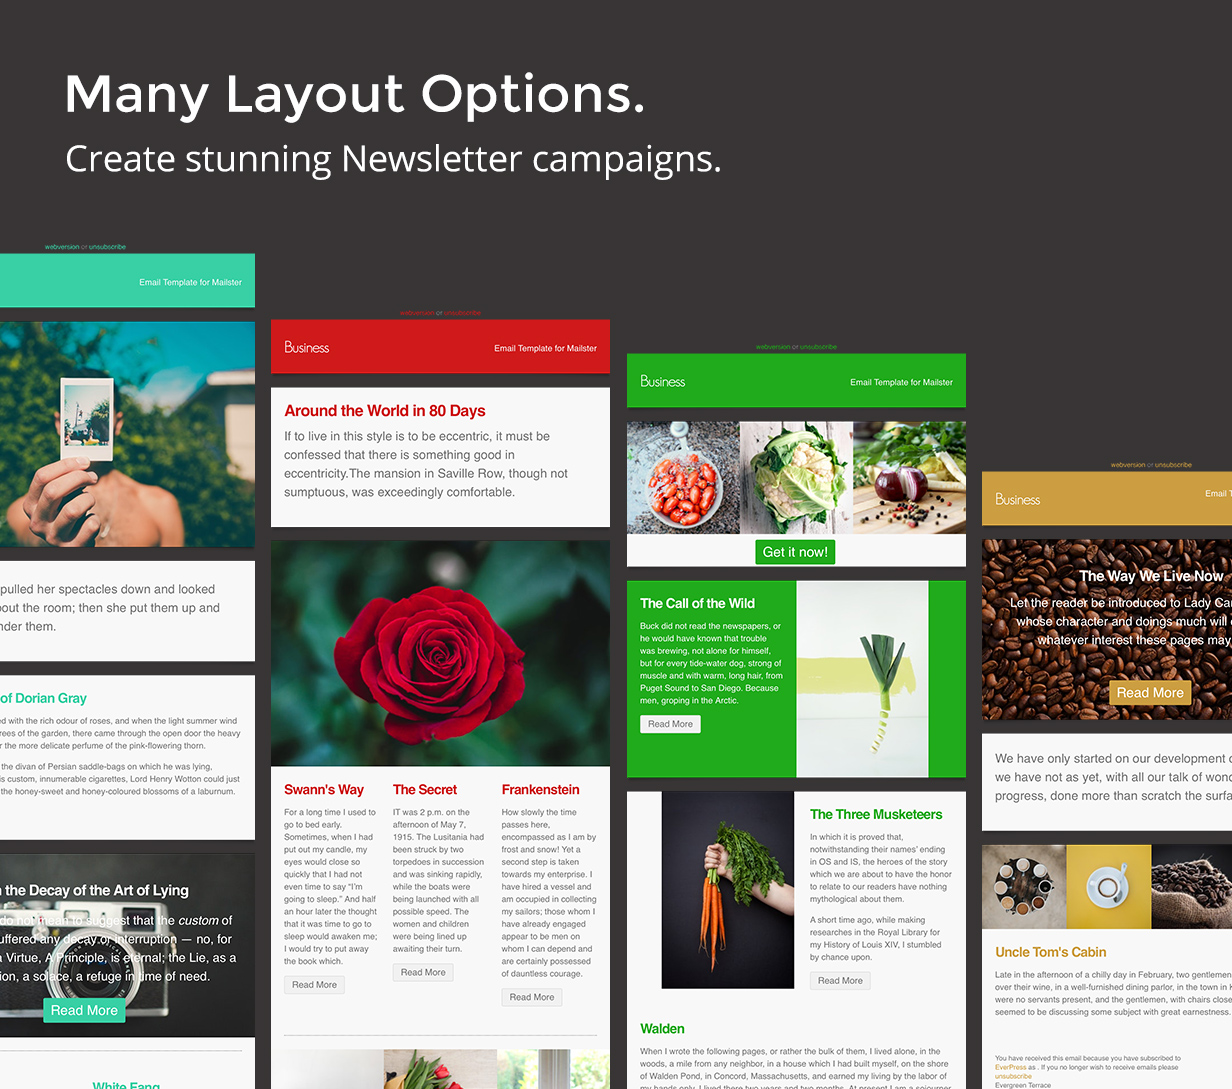 Many Layout Options.
Create stunning Newsletter campaigns.
webversion or unsubscribe
Email Template for Mailster
pulled her spectacles down and looked
out the room; then she put them up and
nder them.
of Dorian Gray
ed with the rich odour of roses, and when the light summer wind
rees of the garden, there came through the open door the heavy
r the more delicate perfume of the pink-flowering thorn.
the divan of Persian saddle-bags on which he was lying,
is custom, innumerable cigarettes, Lord Henry Wotton could just
the honey-sweet and honey-coloured blossoms of a laburnum.
the Decay of the Art of Lying
do not mean to suggest that the custom of
uffered any decay or interruption — no, for
a Virtue, A Principle, is eternal; the Lie, as a
ion, a solace, a refuge in time of need.
Read More
White Fang
webversion or unsubscribe
Business
Email Template for Mailster
Around the World in 80 Days
If to live in this style is to be eccentric, it must be
confessed that there is something good in
eccentricity.The mansion in Saville Row, though not
sumptuous, was exceedingly comfortable.
Swann's Way
For a long time I used to
go to bed early.
Sometimes, when I had
put out my candle, my
eyes would close so
quickly that I had not
even time to say “I'm
going to sleep.” And half
an hour later the thought
that it was time to go to
sleep would awaken me;
I would try to put away
the book which.
Read More
The Secret
IT was 2 p.m. on the
afternoon of May 7,
1915. The Lusitania had
been struck by two
torpedoes in succession
and was sinking rapidly,
while the boats were
being launched with all
possible speed. The
women and children
were being lined up
awaiting their turn.
Read More
Frankenstein
How slowly the time
passes here,
encompassed as I am by
frost and snow! Yet a
second step is taken
towards my enterprise. I
have hired a vessel and
am occupied in collecting
my sailors; those whom I
have already engaged
appear to be men on
whom I can depend and
are certainly possessed
of dauntless courage.
Read More
webversion or unsubscribe
Business
Email Template for Mailster
Get it now!
The Call of the Wild
Buck did not read the newspapers, or
he would have known that trouble
was brewing, not alone for himself,
but for every tide-water dog, strong of
muscle and with warm, long hair, from
Puget Sound to San Diego. Because
men, groping in the Arctic.
Read More
The Three Musketeers
In which it is proved that,
notwithstanding their names' ending
in OS and IS, the heroes of the story
which we are about to have the honor
to relate to our readers have nothing
mythological about them.
A short time ago, while making
researches in the Royal Library for
my History of Louis XIV, I stumbled
by chance upon.
Read More
Walden
When I wrote the following pages, or rather the bulk of them, I lived alone, in the
woods, a mile from any neighbor, in a house which I had built myself, on the shore
of Walden Pond, in Concord, Massachusetts, and earned my living by the labor of
my hands only. I lived there two years and two months. At present I am a sojourner
webversion or unsubscribe
Business
Email T
The Way We Live Now
Let the reader be introduced to Lady Car
whose character and doings much will
whatever interest these pages may
Read More
We have only started on our development
we have not as yet, with all our talk of wond
progress, done more than scratch the surfa
Uncle Tom's Cabin
Late in the afternoon of a chilly day in February, two gentlemen
over their wine, in a well-furnished dining parlor, in the town in K
were no servants present, and the gentlemen, with chairs close
seemed to be discussing some subject with great earnestness.
You have received this email because you have subscribed to
EverPress as . If you no longer wish to receive emails please
unsubscribe
Evergreen Terrace